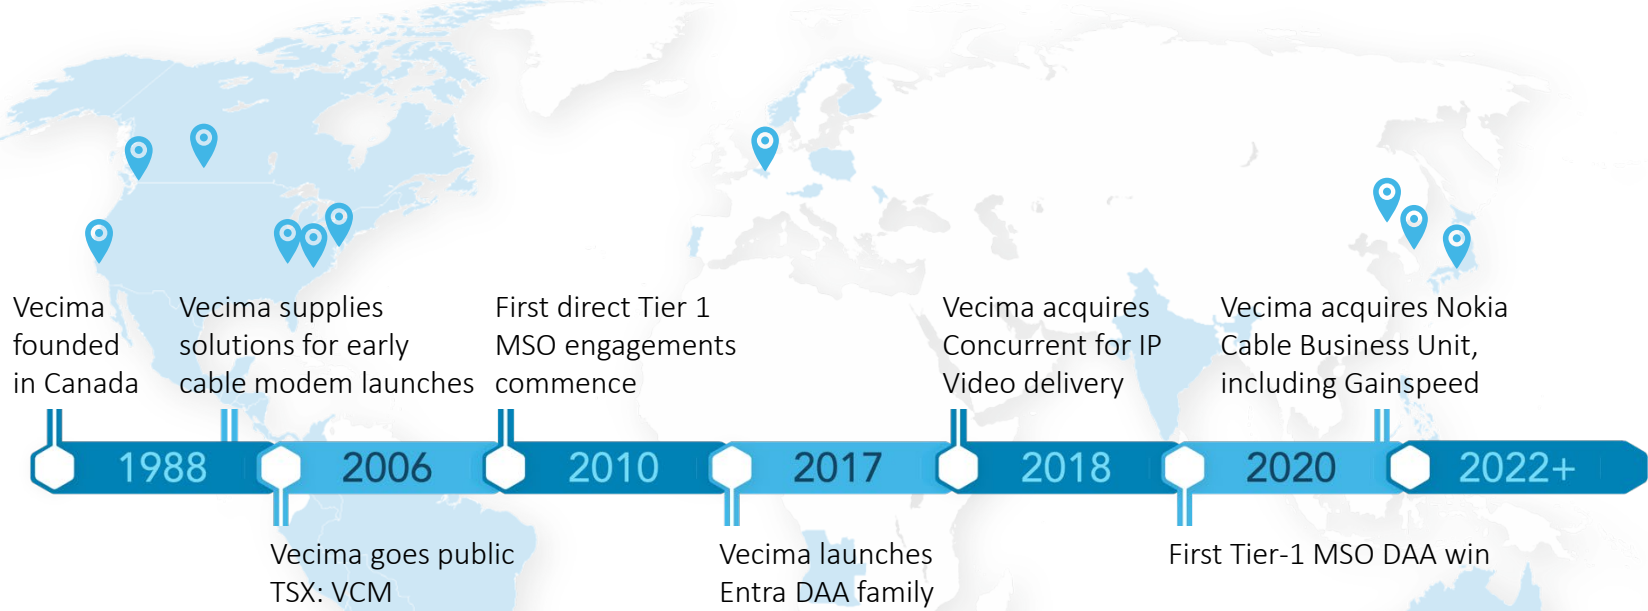 Vecima
founded
in Canada
Vecima supplies
solutions for early
cable modem launches
First direct Tier 1
MSO engagements
commence
Vecima acquires
Concurrent for IP
Video delivery
Vecima acquires Nokia
Cable Business Unit,
including Gainspeed
1988
2006
2010
2017
2018
2020
2022+
Vecima goes public
TSX: VCM
Vecima launches
Entra DAA family
First Tier-1 MSO DAA win